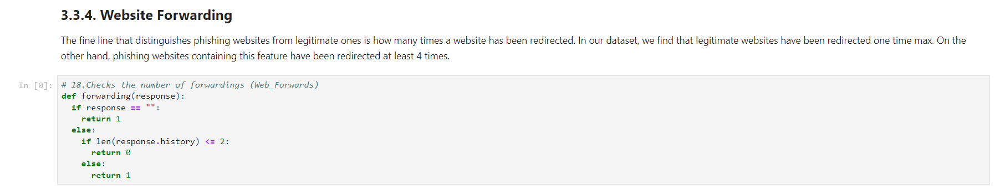 3.3.4. Website Forwarding
The fine line that distinguishes phishing websites from legitimate ones is how many times a website has been redirected. In our dataset, we find that legitimate websites have been redirected one time max. On the
other hand, phishing websites containing this feature have been redirected at least 4 times.
In [0]: # 18.Checks the number of forwardings (Web_Forwards)
def forwarding(response):
  if response == "":
    return 1
  else:
    if len(response.history) <= 2:
      return 0
    else:
      return 1